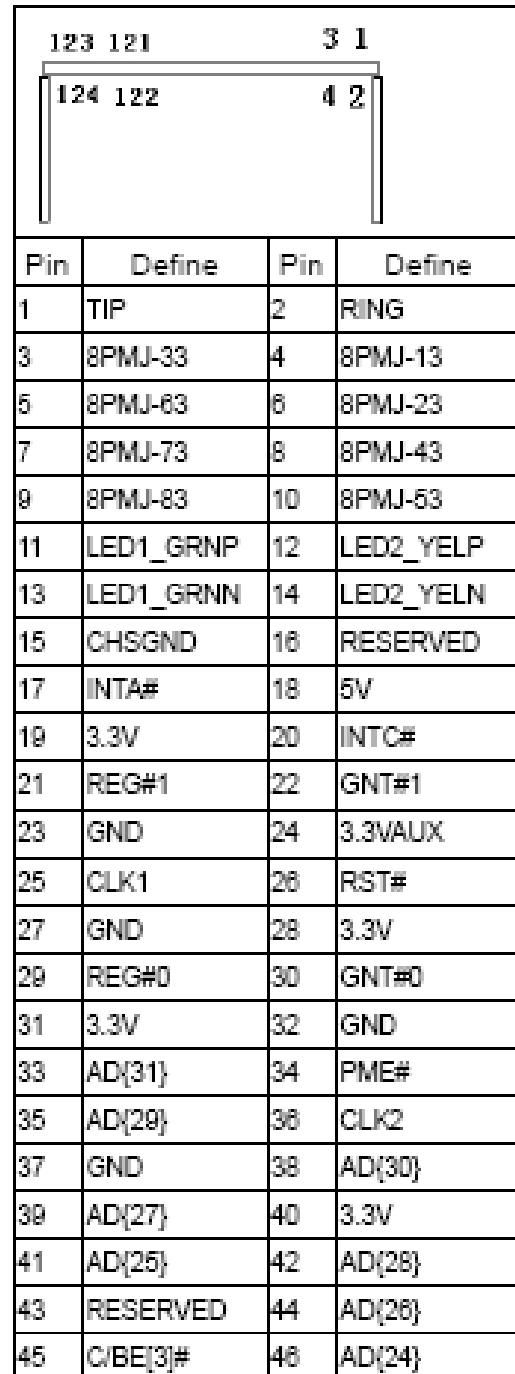 123 121 3 1
124 122 4 2
Pin Define Pin Define
1 TIP 2 RING
3 8PMJ-33 4 8PMJ-13
5 8PMJ-63 6 8PMJ-23
7 8PMJ-73 8 8PMJ-43
9 8PMJ-83 10 8PMJ-53
11 LED1_GRNP 12 LED2_YELP
13 LED1_GRNN 14 LED2_YELN
15 CHSGND 16 RESERVED
17 INTA# 18 5V
19 3.3V 20 INTC#
21 REG#1 22 GNT#1
23 GND 24 3.3VAUX
25 CLK1 26 RST#
27 GND 28 3.3V
29 REG#0 30 GNT#0
31 3.3V 32 GND
33 AD{31} 34 PME#
35 AD{29} 36 CLK2
37 GND 38 AD{30}
39 AD{27} 40 3.3V
41 AD{25} 42 AD{28}
43 RESERVED 44 AD{26}
45 C/BE[3]# 46 AD{24}